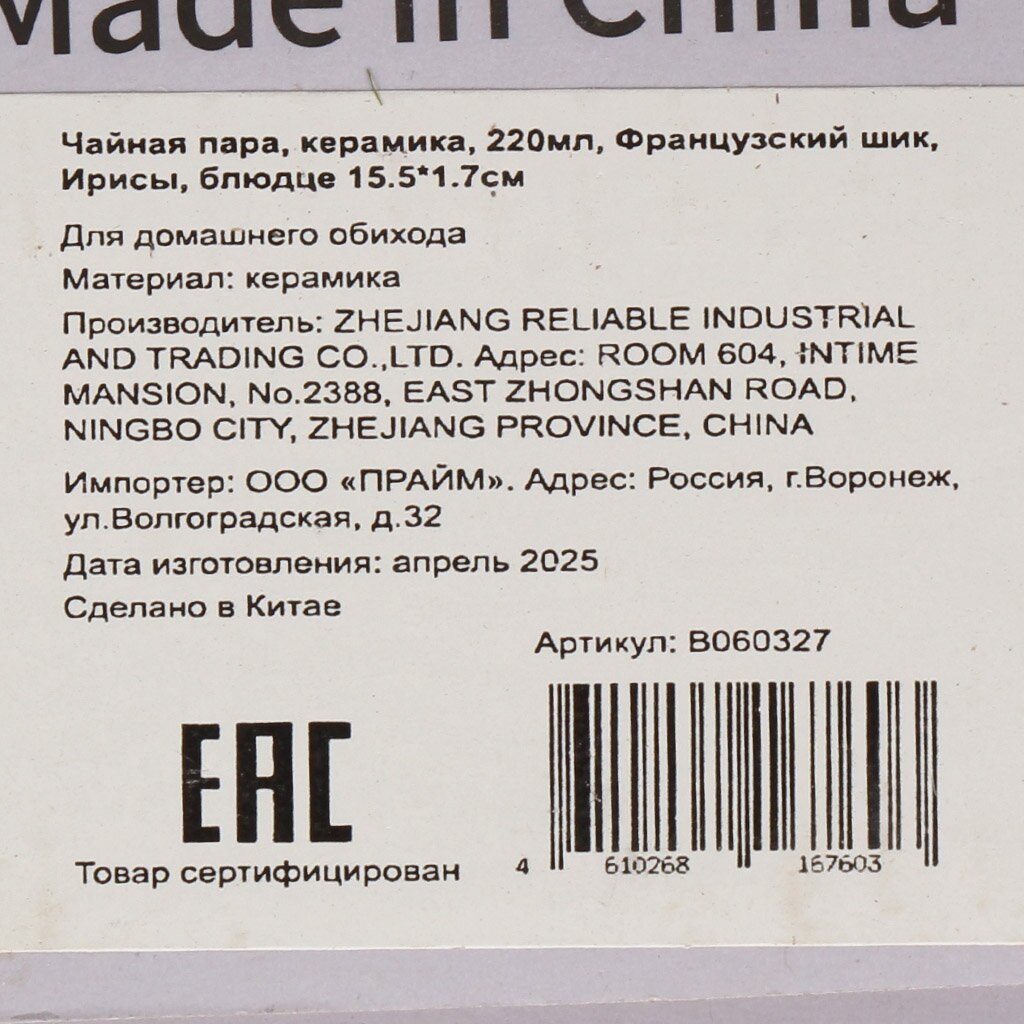 Made in China
Чайная пара, керамика, 220мл, Французский шик,
Ирисы, блюдце 15.5*1.7см
Для домашнего обихода
Материал: керамика
Производитель: ZHEJIANG RELIABLE INDUSTRIAL
AND TRADING CO.,LTD. Адрес: ROOM 604, INTIME
MANSION, No.2388, EAST ZHONGSHAN ROAD,
NINGBO CITY, ZHEJIANG PROVINCE, CHINA
Импортер: ООО «ПРАЙМ». Адрес: Россия, г.Воронеж,
ул.Волгоградская, д.32
Дата изготовления: апрель 2025
Сделано в Китае
Артикул: B060327
EAC
Товар сертифицирован
4 610268 167603